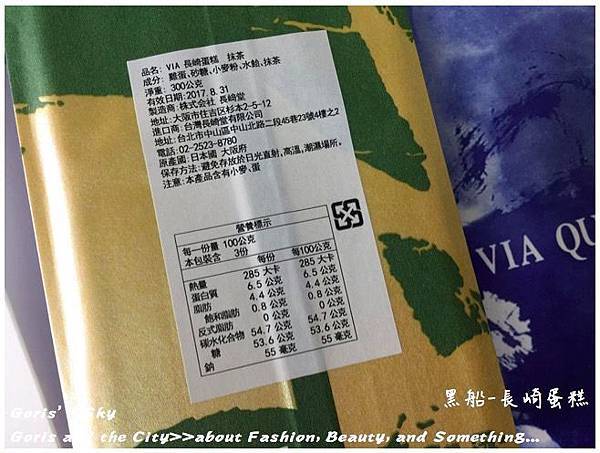 品名: VIA 長崎蛋糕　抹茶
成分: 雞蛋、砂糖、小麥粉、水飴、抹茶
淨重: 300公克
有效日期:2017. 8. 31
製造商:株式会社 長﨑堂
地址:大阪市住吉区杉本2-5-12
進口商:台灣長崎堂有限公司
地址:台北市中山區中山北路二段45巷23號4樓之2
電話:02-2523-8780
原產國:日本國 大阪府
保存方法:避免存放於日光直射,高溫,潮濕場所。
注意:本產品含有小麥、蛋
營養標示
每一份量 100公克
本包裝含 3份
每份 每100公克
熱量 285 大卡 285 大卡
蛋白質 6.5 公克 6.5 公克
脂肪 4.4 公克 4.4 公克
飽和脂肪 0.8 公克 0.8 公克
反式脂肪 0 公克 0 公克
碳水化合物 54.7 公克 54.7 公克
糖 53.6 公克 53.6 公克
鈉 55 毫克 55 毫克
VIA QU
黑船-長崎蛋糕
Goris' Sky
Goris and the City>>about Fashion, Beauty, and Something...